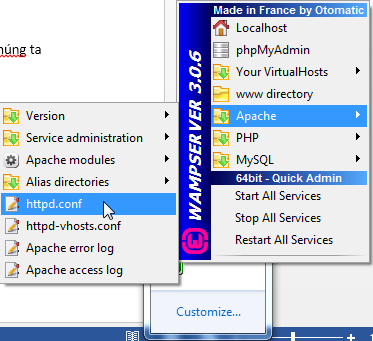 húng ta
Made in France by Otomatic
Localhost
phpMyAdmin
Your VirtualHosts
www directory
Apache
PHP
MySQL
64bit - Quick Admin
Start All Services
Stop All Services
Restart All Services
WAMPSERVER 3.0.6
Version
Service administration
Apache modules
Alias directories
httpd.conf
httpd-vhosts.conf
Apache error log
Apache access log
Customize...